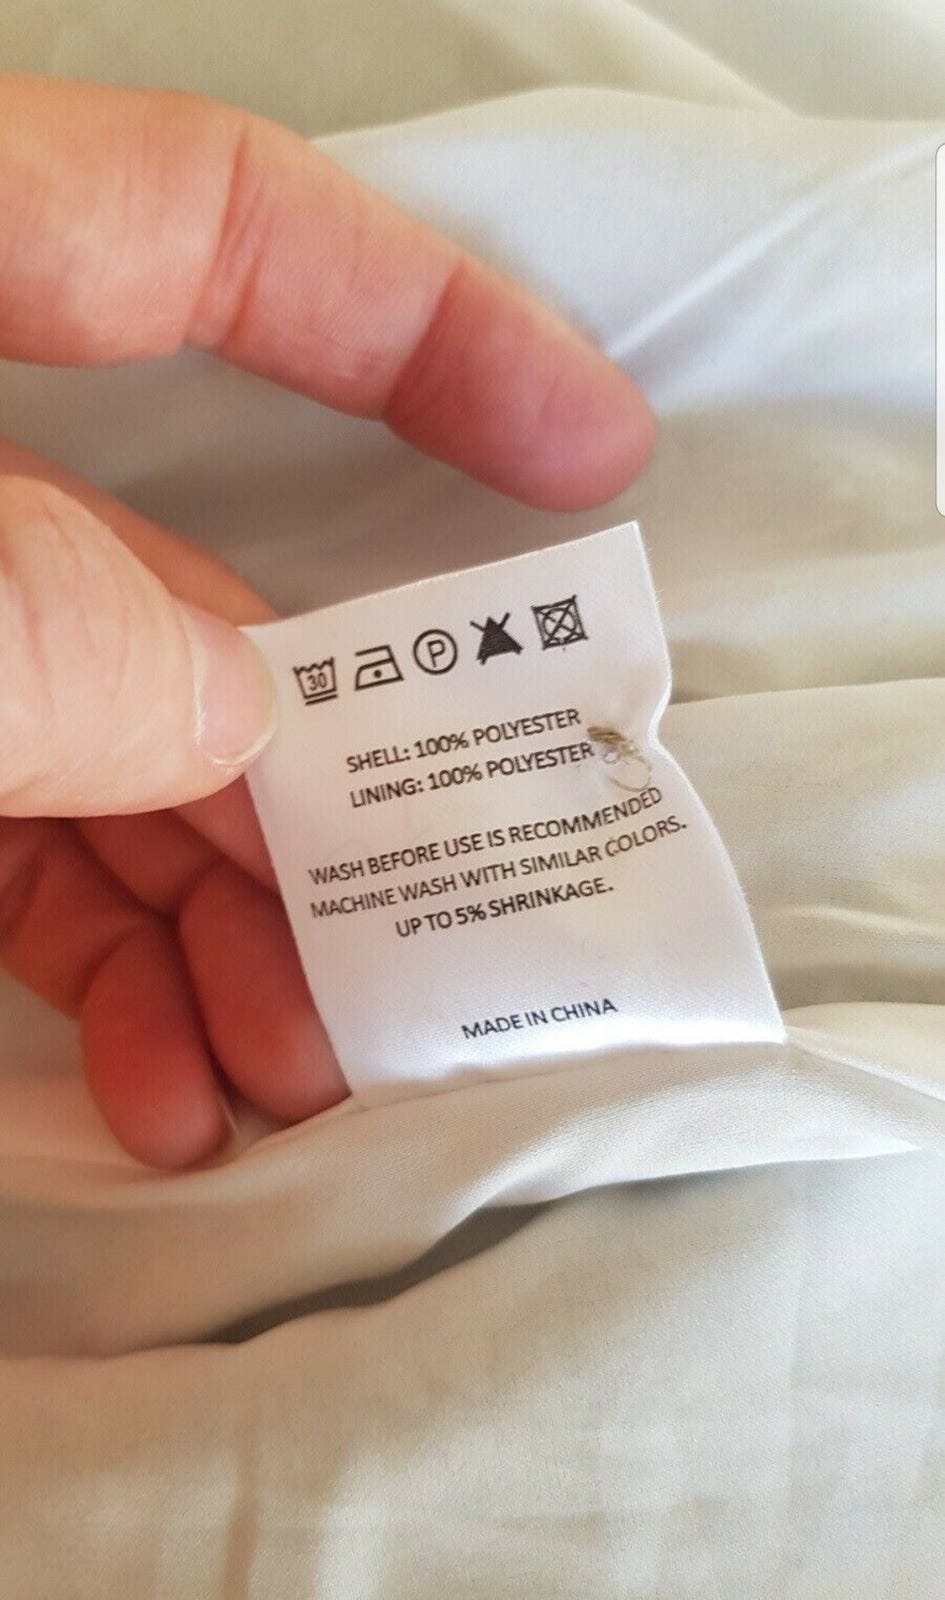 30 P
SHELL: 100% POLYESTER
LINING: 100% POLYESTER
WASH BEFORE USE IS RECOMMENDED
MACHINE WASH WITH SIMILAR COLORS.
UP TO 5% SHRINKAGE.
MADE IN CHINA